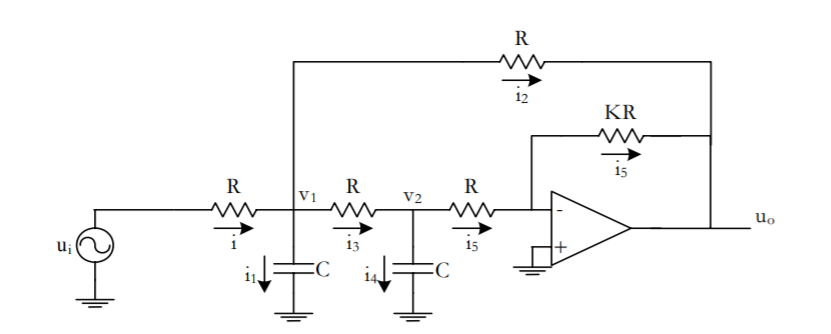 R
i₂
KR
i₅
R
v₁
R
v₂
R
-
+
uₒ
uᵢ
i
i₃
i₅
i₁
C
i₄
C